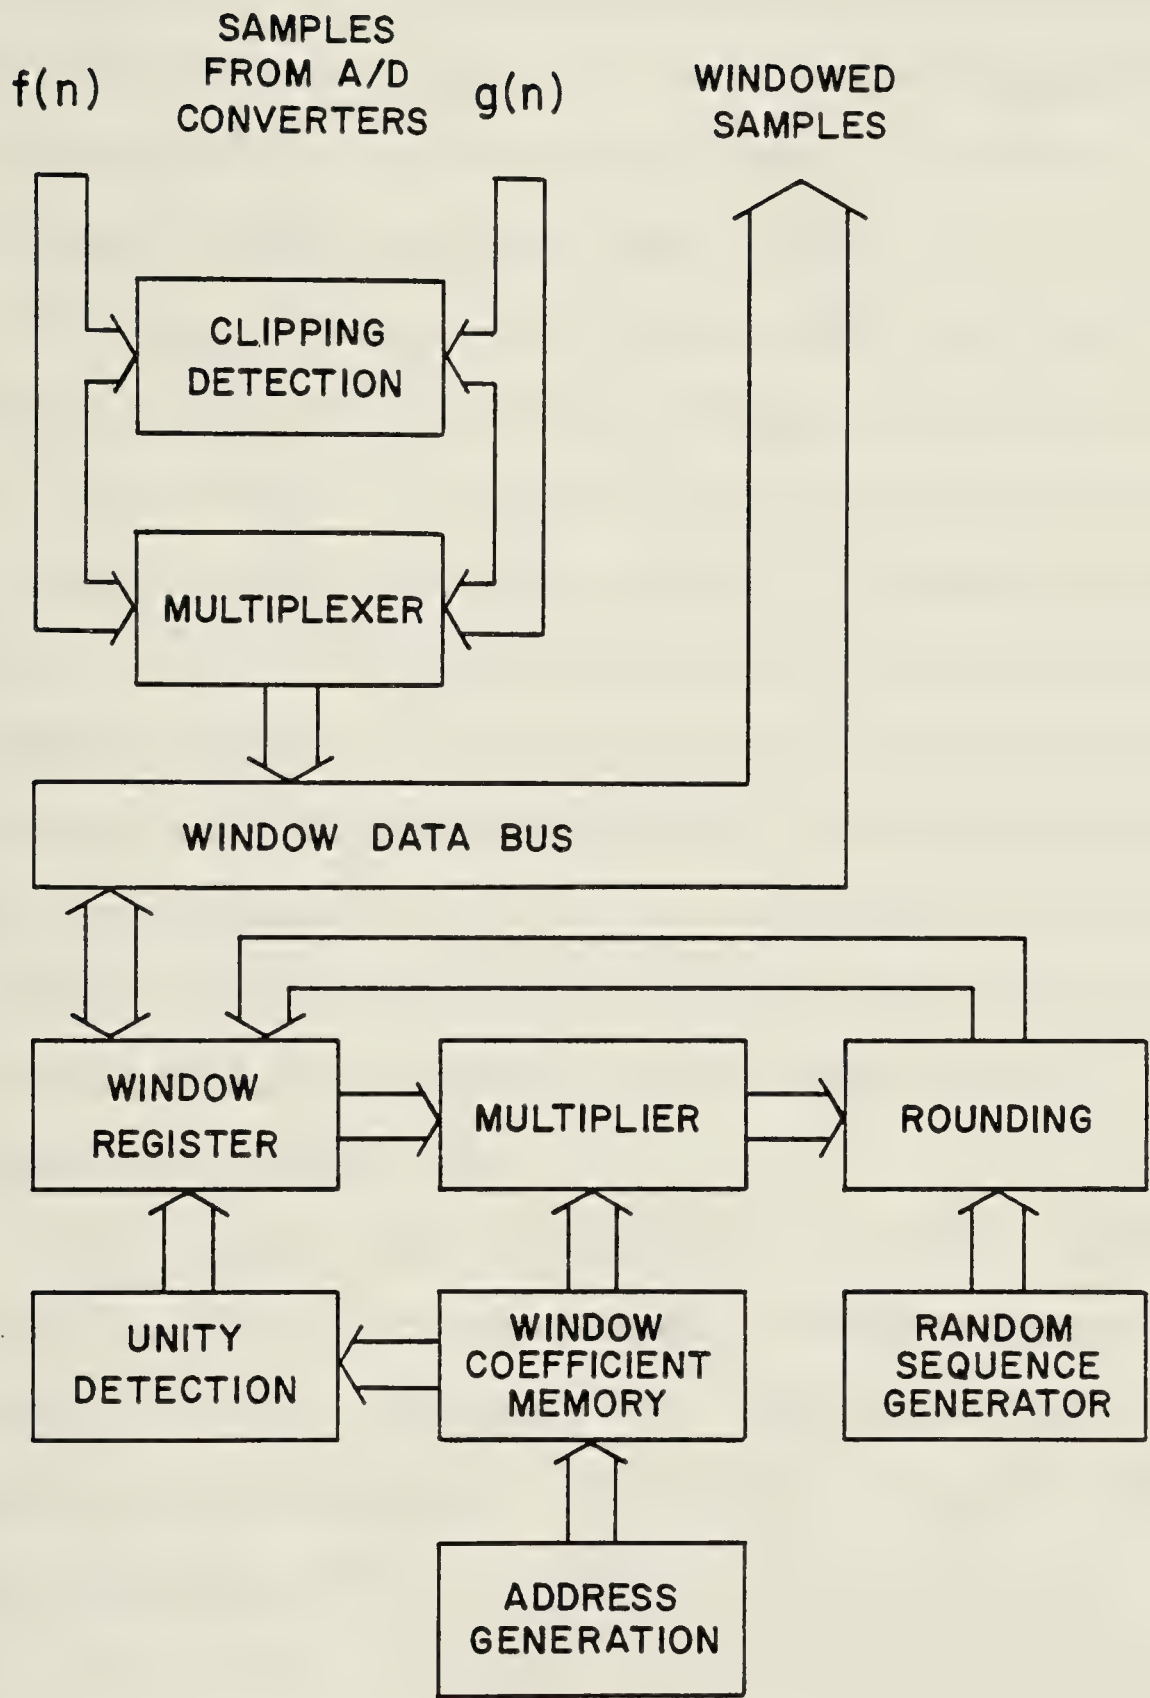 SAMPLES
FROM A/D
CONVERTERS
f(n)
g(n)
WINDOWED
SAMPLES
CLIPPING
DETECTION
MULTIPLEXER
WINDOW DATA BUS
WINDOW
REGISTER
MULTIPLIER
ROUNDING
UNITY
DETECTION
WINDOW
COEFFICIENT
MEMORY
RANDOM
SEQUENCE
GENERATOR
ADDRESS
GENERATION